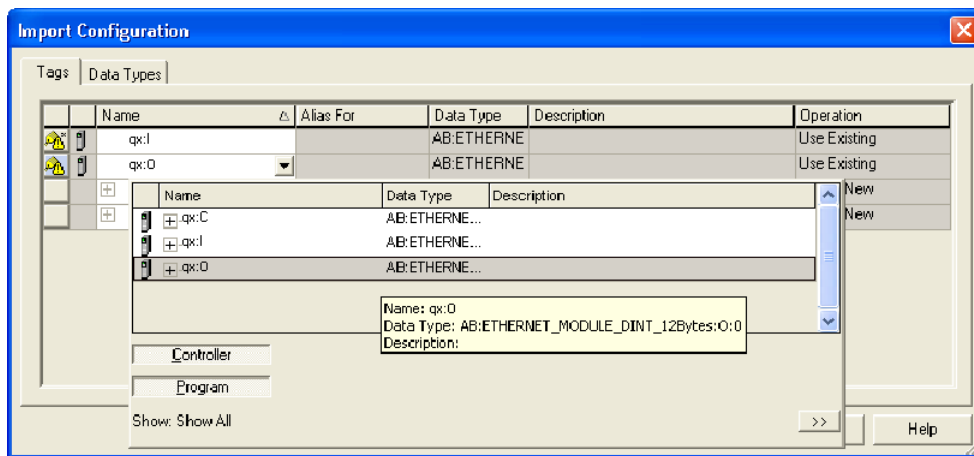 Import Configuration
Tags Data Types
Name Alias For Data Type Description Operation
qx:I AB:ETHERNE Use Existing
qx:O AB:ETHERNE Use Existing
New
New
Name Data Type Description
qx:C AB:ETHERNE...
qx:I AB:ETHERNE...
qx:O AB:ETHERNE...
Name: qx:O
Data Type: AB:ETHERNET_MODULE_DINT_12Bytes:O:0
Description:
Controller
Program
Show: Show All >>
Help